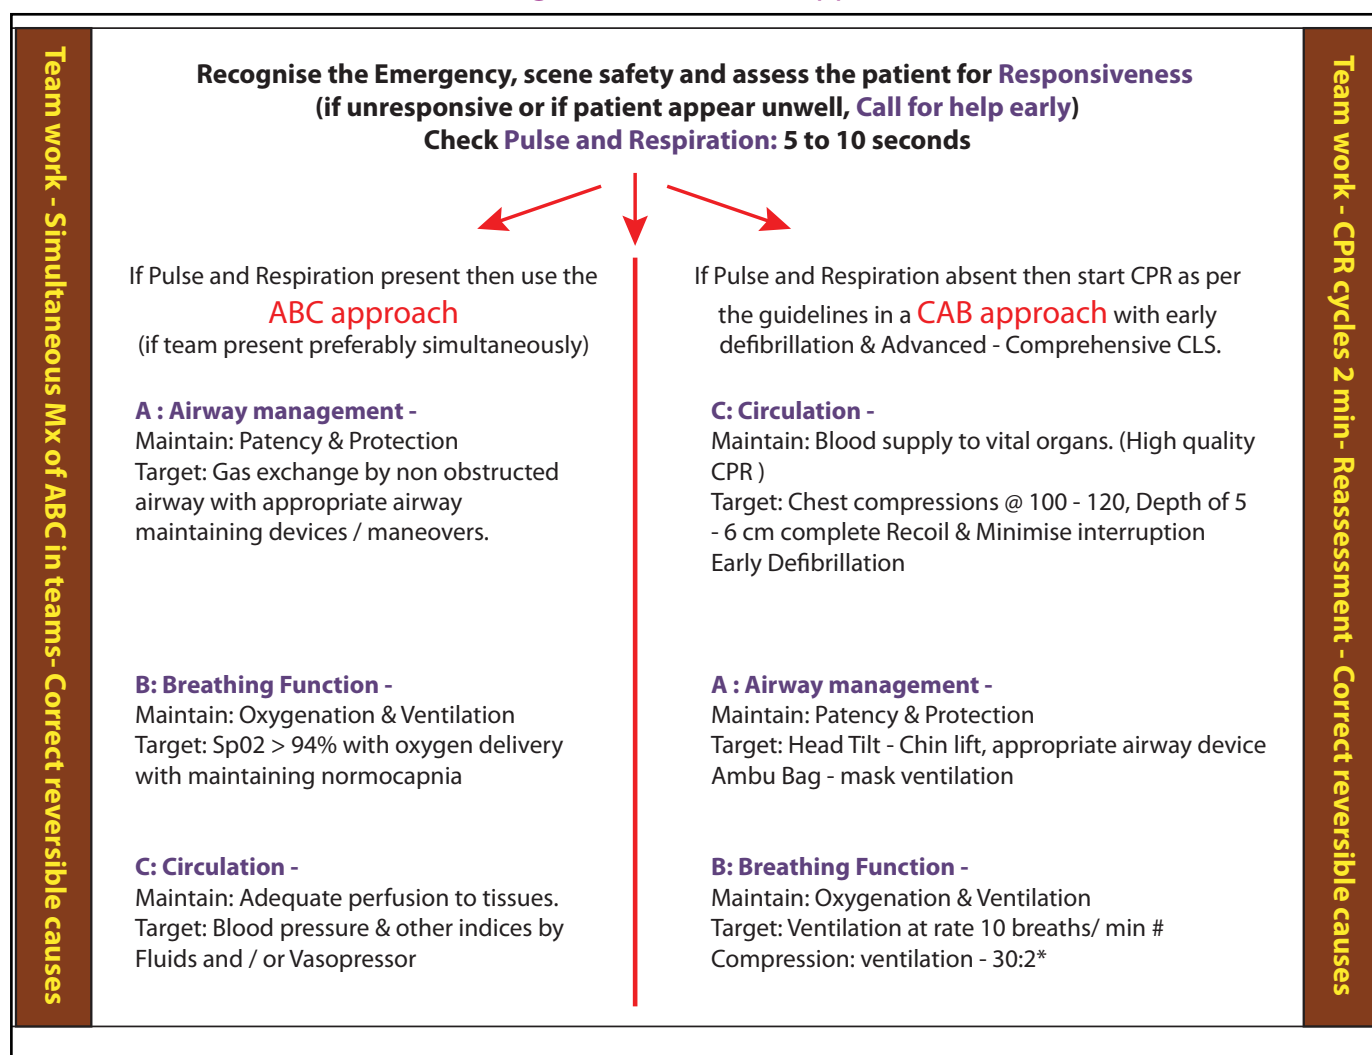 Team work - Simultaneous Mx of ABC in teams- Correct reversible causes
Recognise the Emergency, scene safety and assess the patient for Responsiveness
(if unresponsive or if patient appear unwell, Call for help early)
Check Pulse and Respiration: 5 to 10 seconds
If Pulse and Respiration present then use the
ABC approach
(if team present preferably simultaneously)
A : Airway management -
Maintain: Patency & Protection
Target: Gas exchange by non obstructed
airway with appropriate airway
maintaining devices / maneovers.
B: Breathing Function -
Maintain: Oxygenation & Ventilation
Target: Sp02 > 94% with oxygen delivery
with maintaining normocapnia
C: Circulation -
Maintain: Adequate perfusion to tissues.
Target: Blood pressure & other indices by
Fluids and / or Vasopressor
If Pulse and Respiration absent then start CPR as per
the guidelines in a CAB approach with early
defibrillation & Advanced - Comprehensive CLS.
C: Circulation -
Maintain: Blood supply to vital organs. (High quality
CPR )
Target: Chest compressions @ 100 - 120, Depth of 5
- 6 cm complete Recoil & Minimise interruption
Early Defibrillation
A : Airway management -
Maintain: Patency & Protection
Target: Head Tilt - Chin lift, appropriate airway device
Ambu Bag - mask ventilation
B: Breathing Function -
Maintain: Oxygenation & Ventilation
Target: Ventilation at rate 10 breaths/ min #
Compression: ventilation - 30:2*
Team work - CPR cycles 2 min- Reassessment - Correct reversible causes